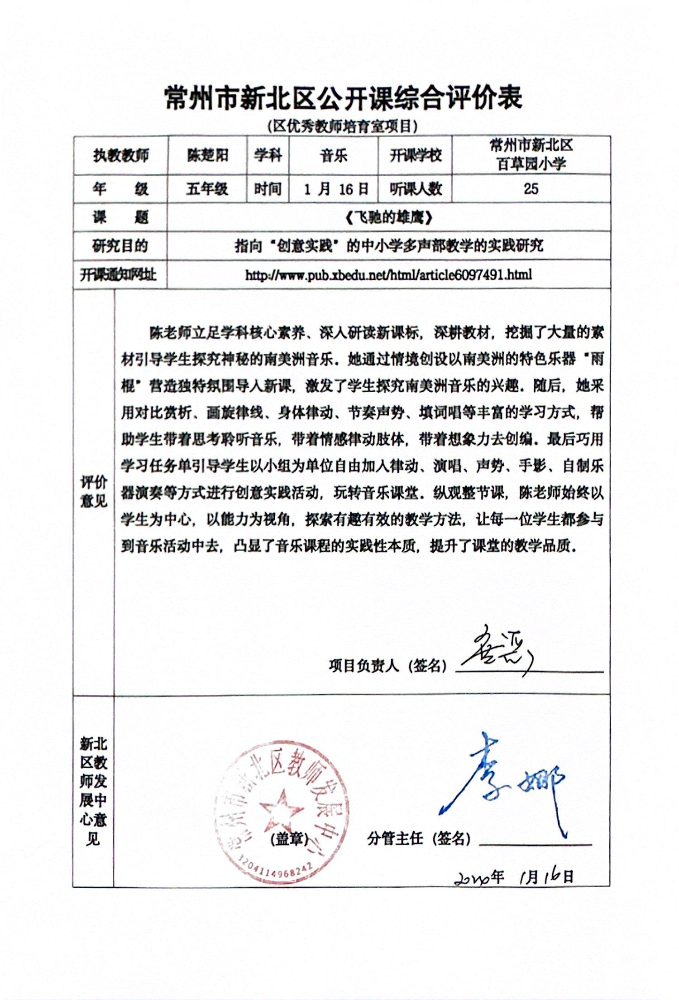 常州市新北区公开课综合评价表
(区优秀教师培育室项目)
执教教师 陈楚阳 学科 音乐 开课学校 常州市新北区
百草园小学
年 级 五年级 时间 1 月 16 日 听课人数 25
课 题 《飞驰的雄鹰》
研究目的 指向“创意实践”的中小学多声部教学的实践研究
开课通知网址 http://www.pub.xbedu.net/html/article6097491.html
陈老师立足学科核心素养、深入研读新课标，深耕教材，挖掘了大量的素
材引导学生探究神秘的南美洲音乐．她通过情境创设以南美洲的特色乐器“雨
棍”营造独特氛围导入新课，激发了学生探究南美洲音乐的兴趣．随后，她采
用对比赏析、画旋律线、身体律动、节奏声势、填词唱等丰富的学习方式，帮
助学生带着思考聆听音乐，带着情感律动肢体，带着想象力去创编．最后巧用
学习任务单引导学生以小组为单位自由加入律动、演唱、声势、手影、自制乐
器演奏等方式进行创意实践活动，玩转音乐课堂．纵观整节课，陈老师始终以
学生为中心，以能力为视角，探索有趣有效的教学方法，让每一位学生都参与
到音乐活动中去，凸显了音乐课程的实践性本质，提升了课堂的教学品质．
评价
意见
项目负责人（签名）
新北
区教
师发
展中
心意
见
常州市新北区教师发展中心
3204114968242
(盖章)
李娜
分管主任（签名）
年 1月16日